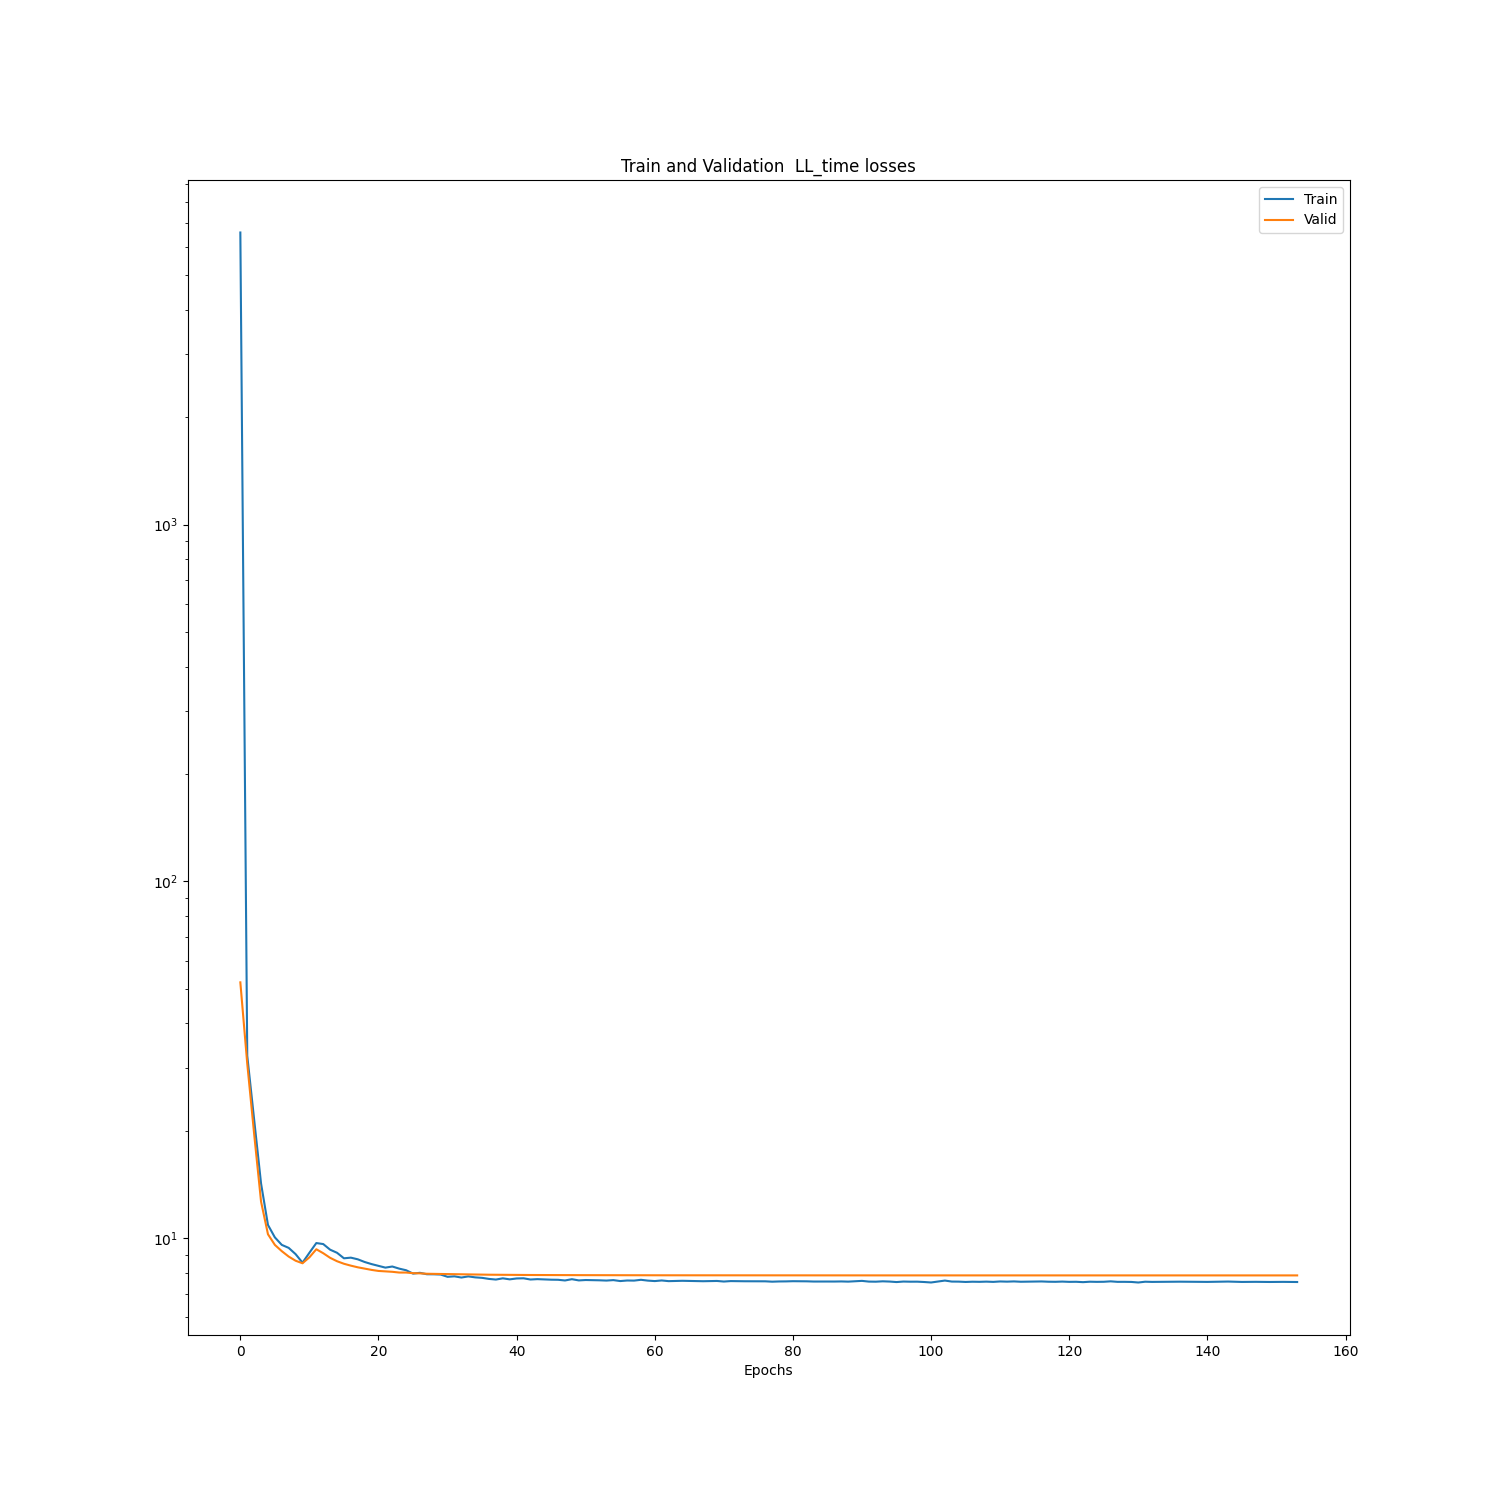 Train and Validation  LL_time losses
Train
Valid
10³
10²
10¹
0 20 40 60 80 100 120 140 160
Epochs